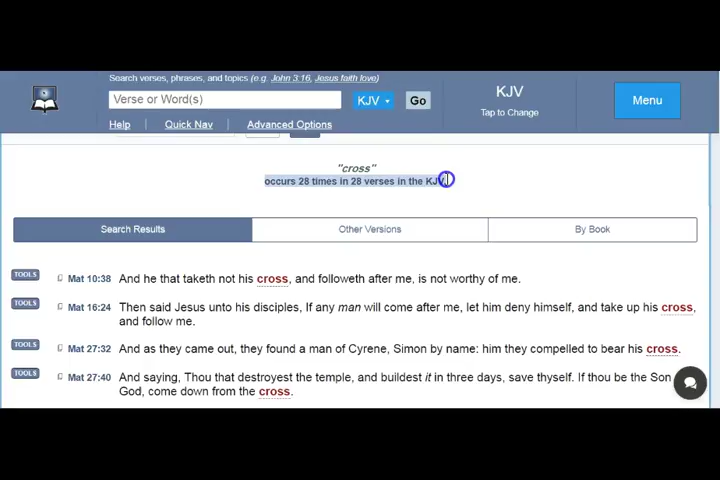 Search verses, phrases, and topics (e.g. John 3:16, Jesus faith love)
Verse or Word(s)
KJV
Go
KJV
Tap to Change
Menu
Help
Quick Nav
Advanced Options
"cross"
occurs 28 times in 28 verses in the KJV
Search Results
Other Versions
By Book
TOOLS
Mat 10:38 And he that taketh not his cross, and followeth after me, is not worthy of me.
TOOLS
Mat 16:24 Then said Jesus unto his disciples, If any man will come after me, let him deny himself, and take up his cross,
and follow me.
TOOLS
Mat 27:32 And as they came out, they found a man of Cyrene, Simon by name: him they compelled to bear his cross.
TOOLS
Mat 27:40 And saying, Thou that destroyest the temple, and buildest it in three days, save thyself. If thou be the Son
God, come down from the cross.